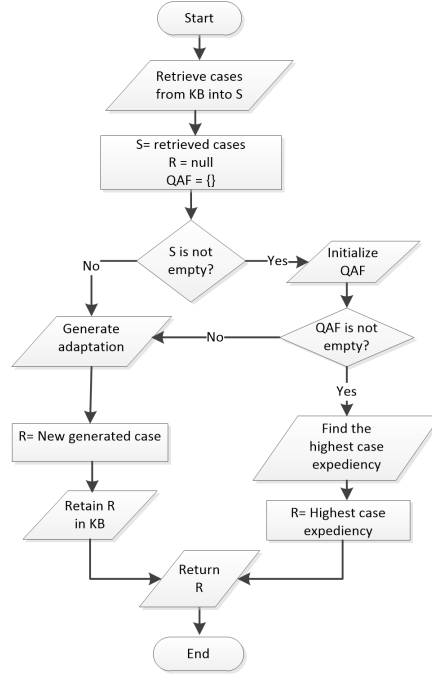 Start
Retrieve cases
from KB into S
S= retrieved cases
R = null
QAF = {}
S is not
empty?
Yes
No
Initialize
QAF
QAF is not
empty?
No
Generate
adaptation
Yes
R= New generated case
Find the
highest case
expediency
Retain R
in KB
R= Highest case
expediency
Return
R
End